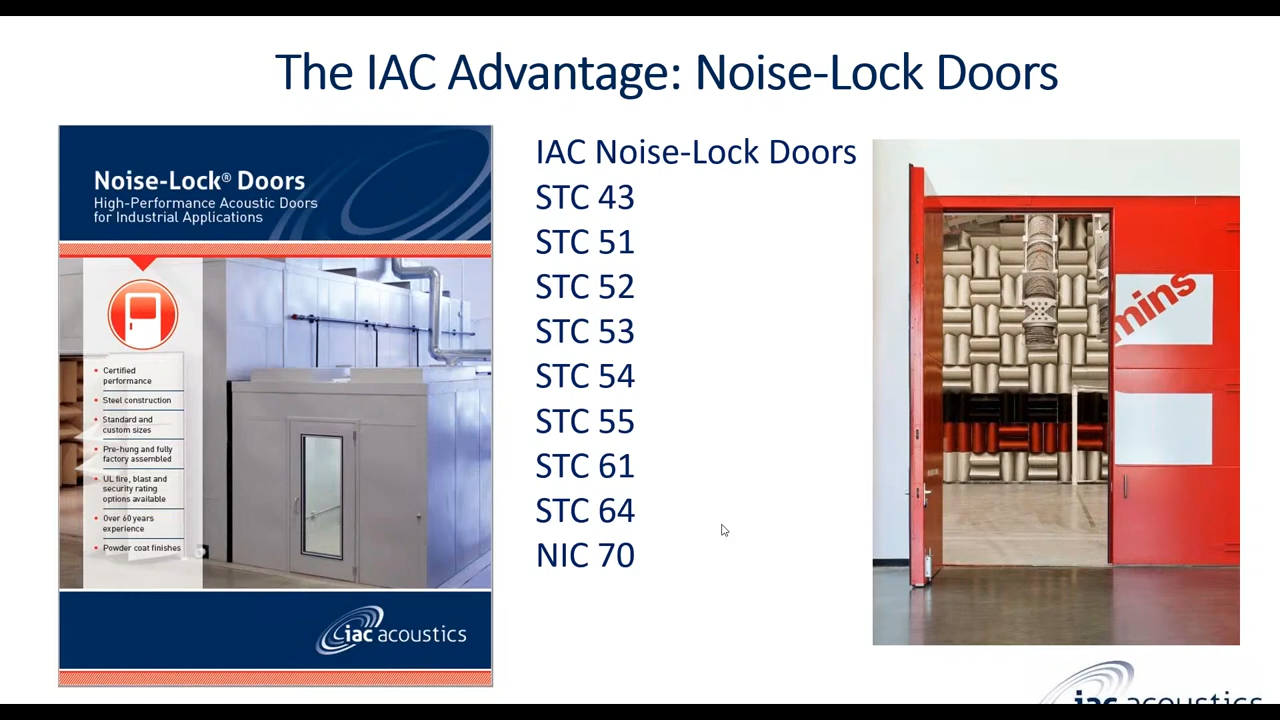 The IAC Advantage: Noise-Lock Doors
Noise-Lock® Doors
High-Performance Acoustic Doors
for Industrial Applications
• Certified
performance
• Steel construction
• Standard and
custom sizes
• Pre-hung and fully
factory assembled
• UL fire, blast and
security rating
options available
• Over 60 years
experience
• Powder coat finishes
iac acoustics
IAC Noise-Lock Doors
STC 43
STC 51
STC 52
STC 53
STC 54
STC 55
STC 61
STC 64
NIC 70
mins
iac acoustics